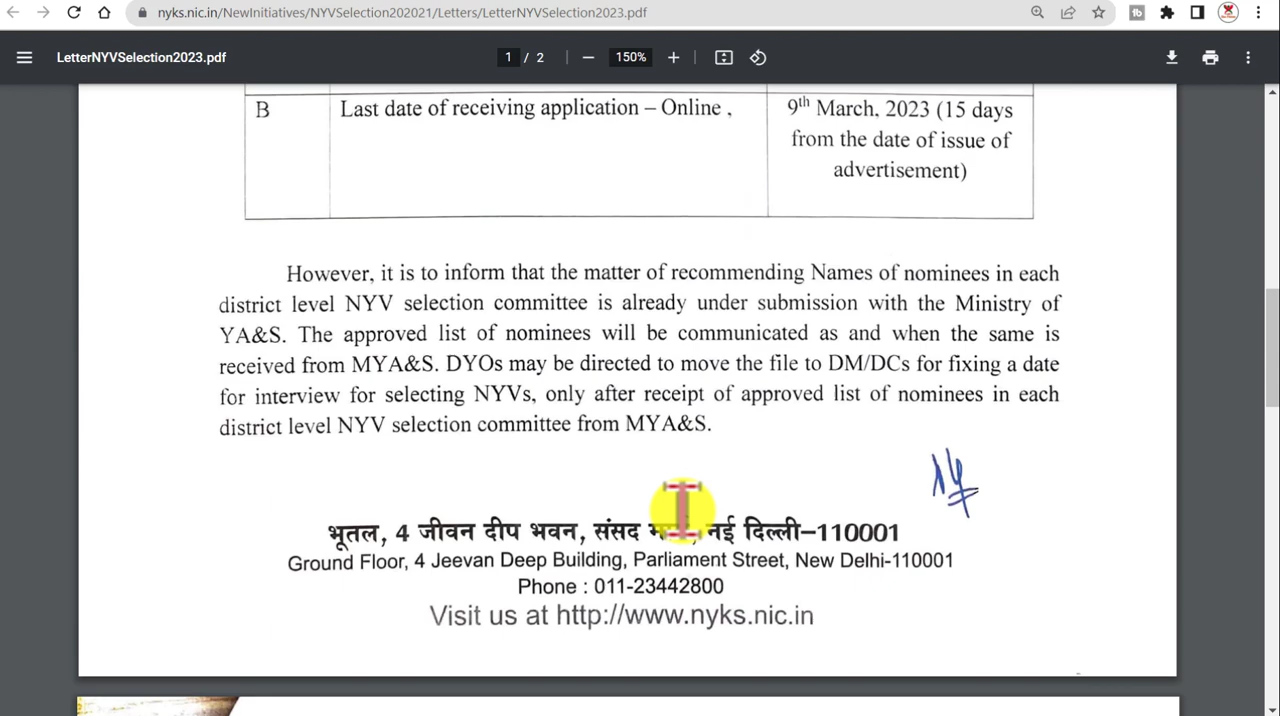 nyks.nic.in/NewInitiatives/NYVSelection202021/Letters/LetterNYVSelection2023.pdf
LetterNYVSelection2023.pdf
1 / 2
150%
B
Last date of receiving application – Online ,
9th March, 2023 (15 days
from the date of issue of
advertisement)
However, it is to inform that the matter of recommending Names of nominees in each
district level NYV selection committee is already under submission with the Ministry of
YA&S. The approved list of nominees will be communicated as and when the same is
received from MYA&S. DYOs may be directed to move the file to DM/DCs for fixing a date
for interview for selecting NYVs, only after receipt of approved list of nominees in each
district level NYV selection committee from MYA&S.
भूतल, 4 जीवन दीप भवन, संसद नई दिल्ली–110001
Ground Floor, 4 Jeevan Deep Building, Parliament Street, New Delhi-110001
Phone : 011-23442800
Visit us at http://www.nyks.nic.in